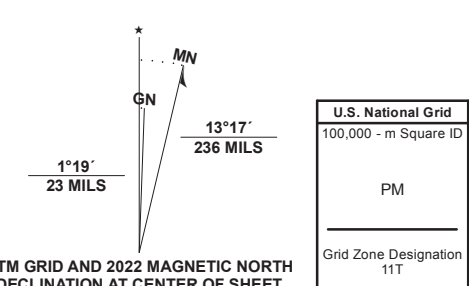 ★
MN
GN
13°17´
236 MILS
1°19´
23 MILS
TM GRID AND 2022 MAGNETIC NORTH
DECLINATION AT CENTER OF SHEET
U.S. National Grid
100,000 - m Square ID
PM
Grid Zone Designation
11T